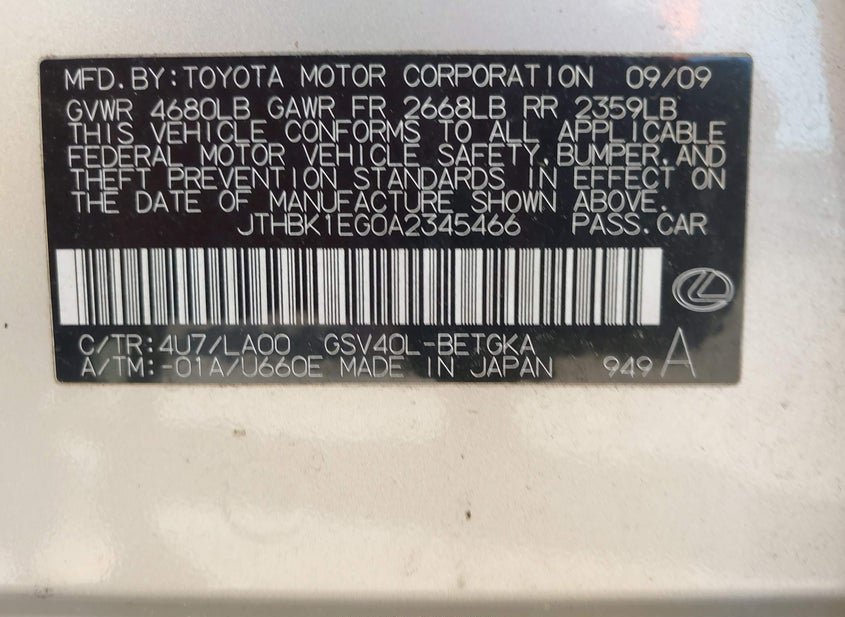 MFD. BY: TOYOTA MOTOR CORPORATION 09/09
GVWR 4680LB GAWR FR 2668LB RR 2359LB
THIS VEHICLE CONFORMS TO ALL APPLICABLE
FEDERAL MOTOR VEHICLE SAFETY, BUMPER, AND
THEFT PREVENTION STANDARDS IN EFFECT ON
THE DATE OF MANUFACTURE SHOWN ABOVE.
JTHBK1EG0A2345466 PASS. CAR
C/TR: 4U7/LA00 GSV40L-BETGKA
A/TM: -01A/U660E MADE IN JAPAN 949 A